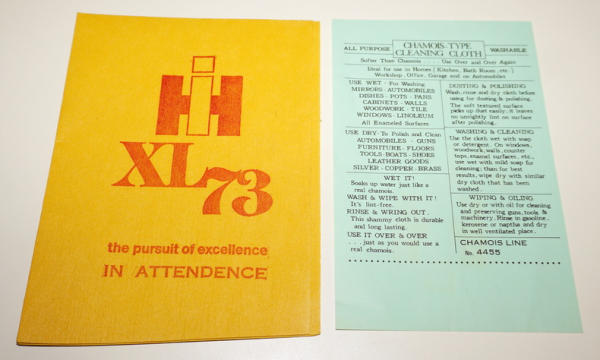 IH
XL
73
the pursuit of excellence
IN ATTENDENCE
ALL PURPOSE
CHAMOIS-TYPE
CLEANING CLOTH
WASHABLE
Softer Than Chamois . . . . Use Over and Over Again
Ideal for use in Homes (Kitchen, Bath Room, etc.)
Workshop, Office, Garage and on Automobiles
USE WET - For Washing
MIRRORS - AUTOMOBILES
DISHES - POTS - PANS
CABINETS - WALLS
WOODWORK - TILE
WINDOWS - LINOLEUM
All Enameled Surfaces
USE DRY - To Polish and Clean
AUTOMOBILES - GUNS
FURNITURE - FLOORS
TOOLS - BOATS - SHOES
LEATHER GOODS
SILVER - COPPER - BRASS
WET IT!
Soaks up water just like a
real chamois.
WASH & WIPE WITH IT!
It's lint-free.
RINSE & WRING OUT.
This shammy cloth is durable
and long lasting.
USE IT OVER & OVER
. . . just as you would use a
real chamois.
DUSTING & POLISHING
Wash, rinse and dry cloth before
using for dusting & polishing.
The soft textured surface
picks up dust easily, it leaves
no unsightly lint on surface
after polishing.
WASHING & CLEANING
Use the cloth wet with soap
or detergent. On windows,
woodwork, walls, counter
tops, enamel surfaces, etc.,
use wet with mild soap for
cleaning; than for best
results, wipe dry with similar
dry cloth that has been
washed.
WIPING & OILING
Use dry or with oil for cleaning
and preserving guns, tools, &
machinery. Rinse in gasoline,
kerosene or naptha and dry
in well ventilated place.
CHAMOIS LINE
No. 4455